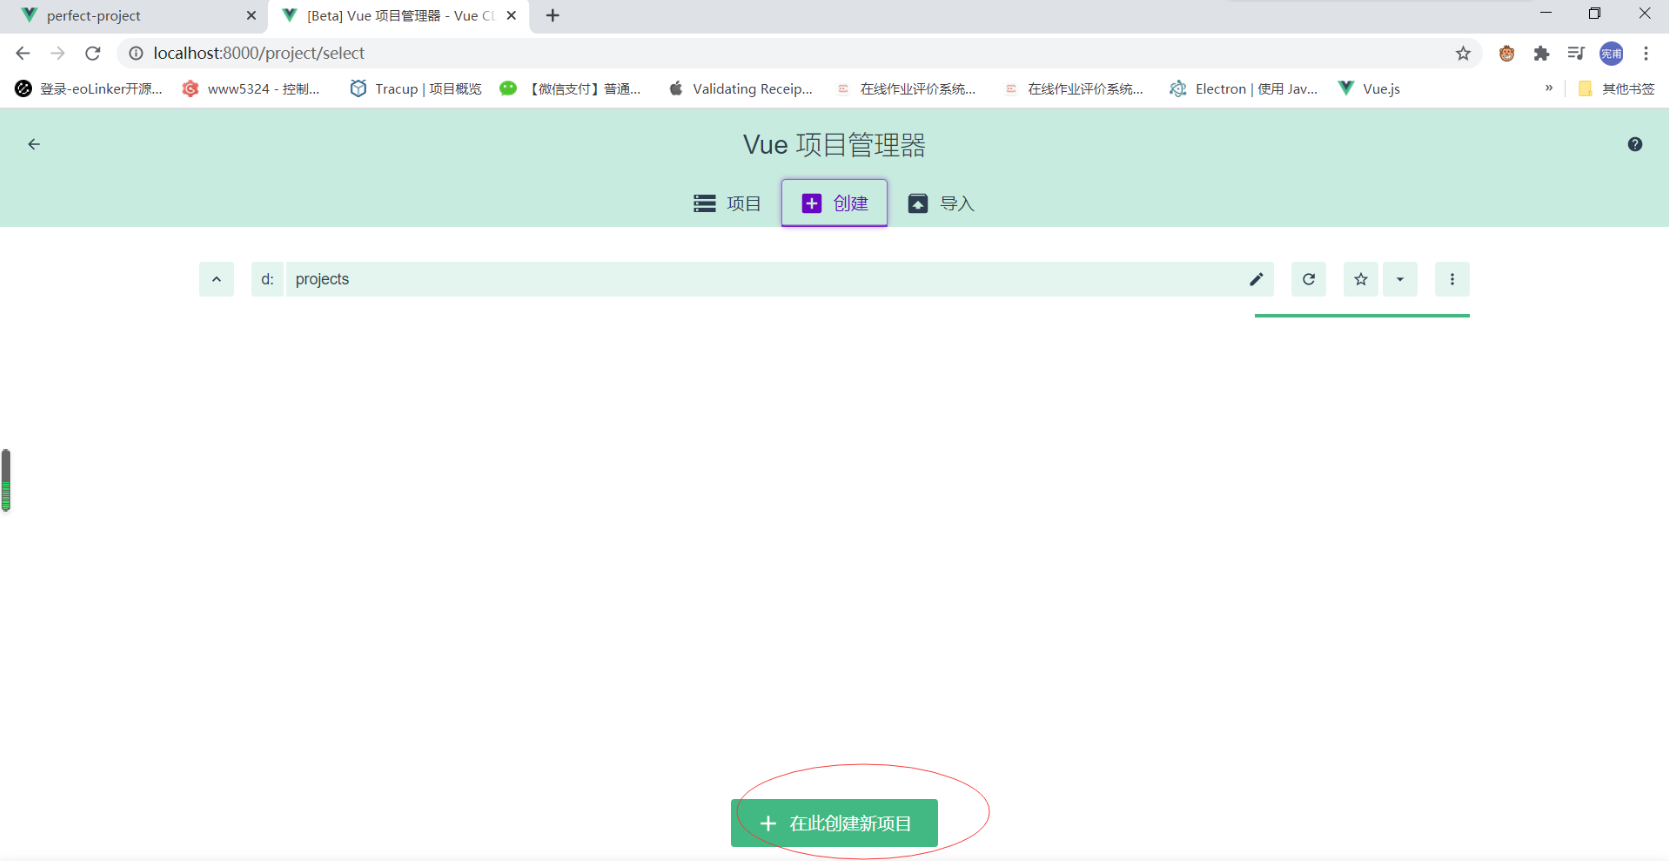 perfect-project
[Beta] Vue 项目管理器 - Vue CL
localhost:8000/project/select
登录-eoLinker开源...
www5324 - 控制...
Tracup | 项目概览
【微信支付】普通...
Validating Receip...
在线作业评价系统...
在线作业评价系统...
Electron | 使用 Jav...
Vue.js
»
其他书签
宪甫
Vue 项目管理器
项目
创建
导入
d:
projects
在此创建新项目